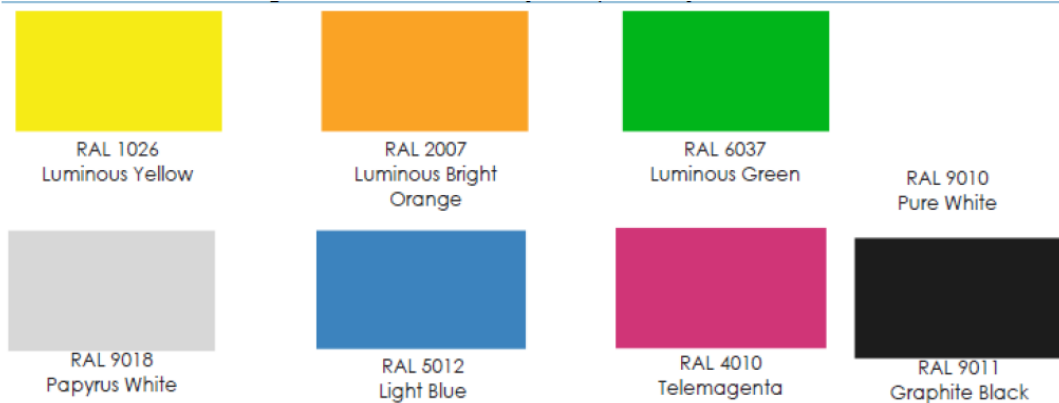 RAL 1026
Luminous Yellow
RAL 2007
Luminous Bright
Orange
RAL 6037
Luminous Green
RAL 9010
Pure White
RAL 9018
Papyrus White
RAL 5012
Light Blue
RAL 4010
Telemagenta
RAL 9011
Graphite Black